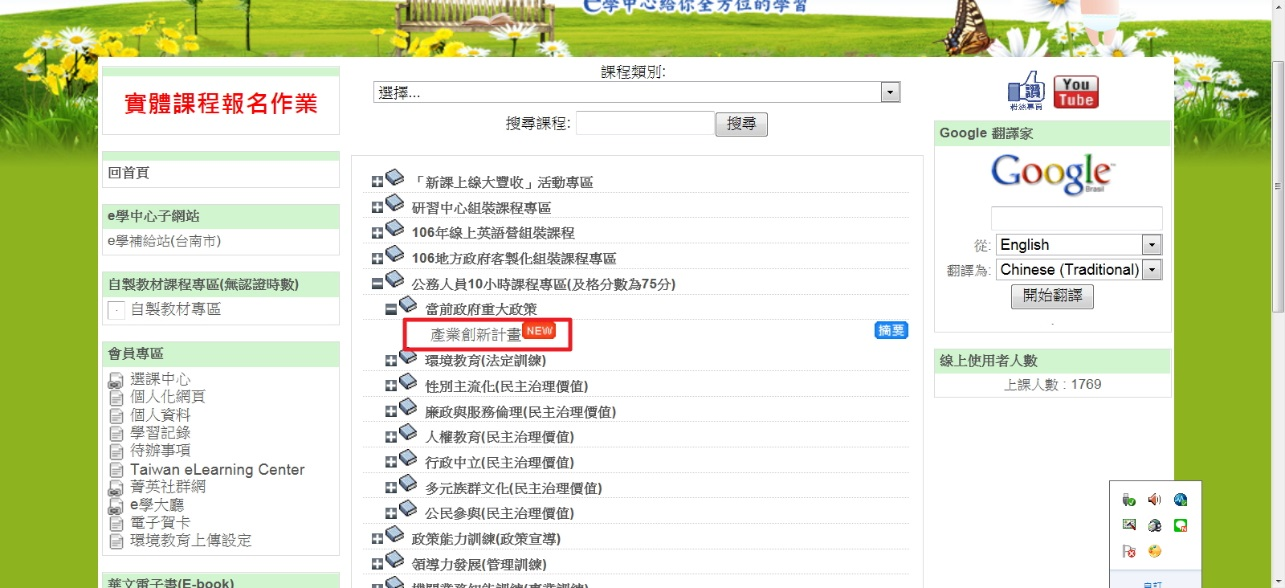 e學中心給你全方位的學習
實體課程報名作業
回首頁
e學中心子網站
e學補給站(台南市)
自製教材課程專區(無認證時數)
自製教材專區
會員專區
選課中心
個人化網頁
個人資料
學習記錄
待辦事項
Taiwan eLearning Center
菁英社群網
e學大廳
電子賀卡
環境教育上傳設定
華文電子書(E-book)
課程類別:
選擇...
搜尋課程:
搜尋
「新課上線大豐收」活動專區
研習中心組裝課程專區
106年線上英語營組裝課程
106地方政府客製化組裝課程專區
公務人員10小時課程專區(及格分數為75分)
當前政府重大政策
產業創新計畫 NEW
摘要
環境教育(法定訓練)
性別主流化(民主治理價值)
廉政與服務倫理(民主治理價值)
人權教育(民主治理價值)
行政中立(民主治理價值)
多元族群文化(民主治理價值)
公民參與(民主治理價值)
政策能力訓練(政策宣導)
領導力發展(管理訓練)
讚
粉絲專頁
You
Tube
Google 翻譯家
Google
Brasil
從: English
翻譯為: Chinese (Traditional)
開始翻譯
線上使用者人數
上課人數 : 1769
自訂